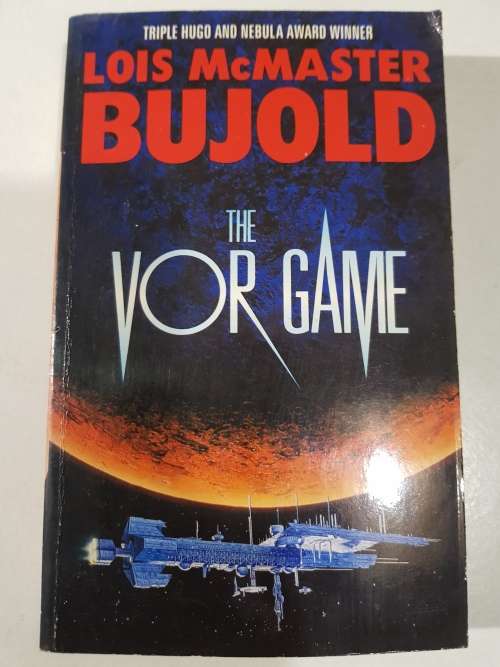 TRIPLE HUGO AND NEBULA AWARD WINNER
LOIS McMASTER
BUJOLD
THE
VOR GAME